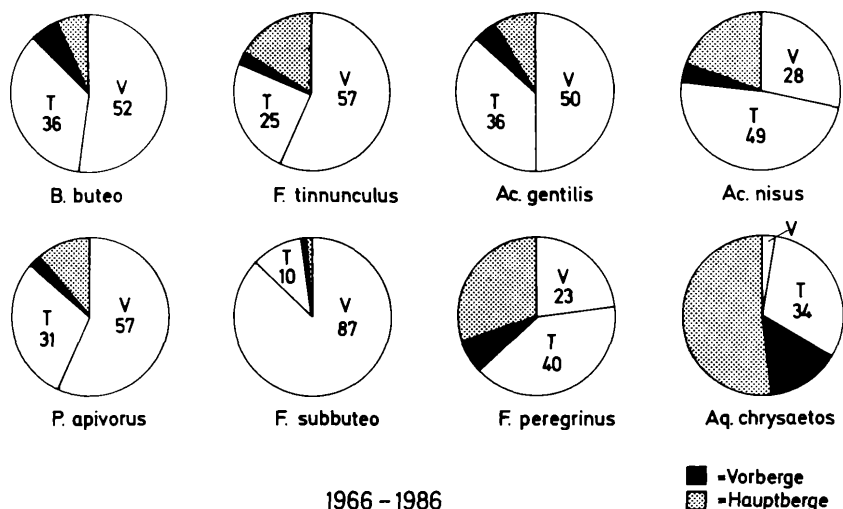 V
52
T
36
B. buteo
V
57
T
25
F. tinnunculus
V
50
T
36
Ac. gentilis
V
28
T
49
Ac. nisus
V
57
T
31
P. apivorus
T
10
V
87
F. subbuteo
V
23
T
40
F. peregrinus
V
T
34
Aq. chrysaetos
1966 – 1986
=Vorberge
=Hauptberge